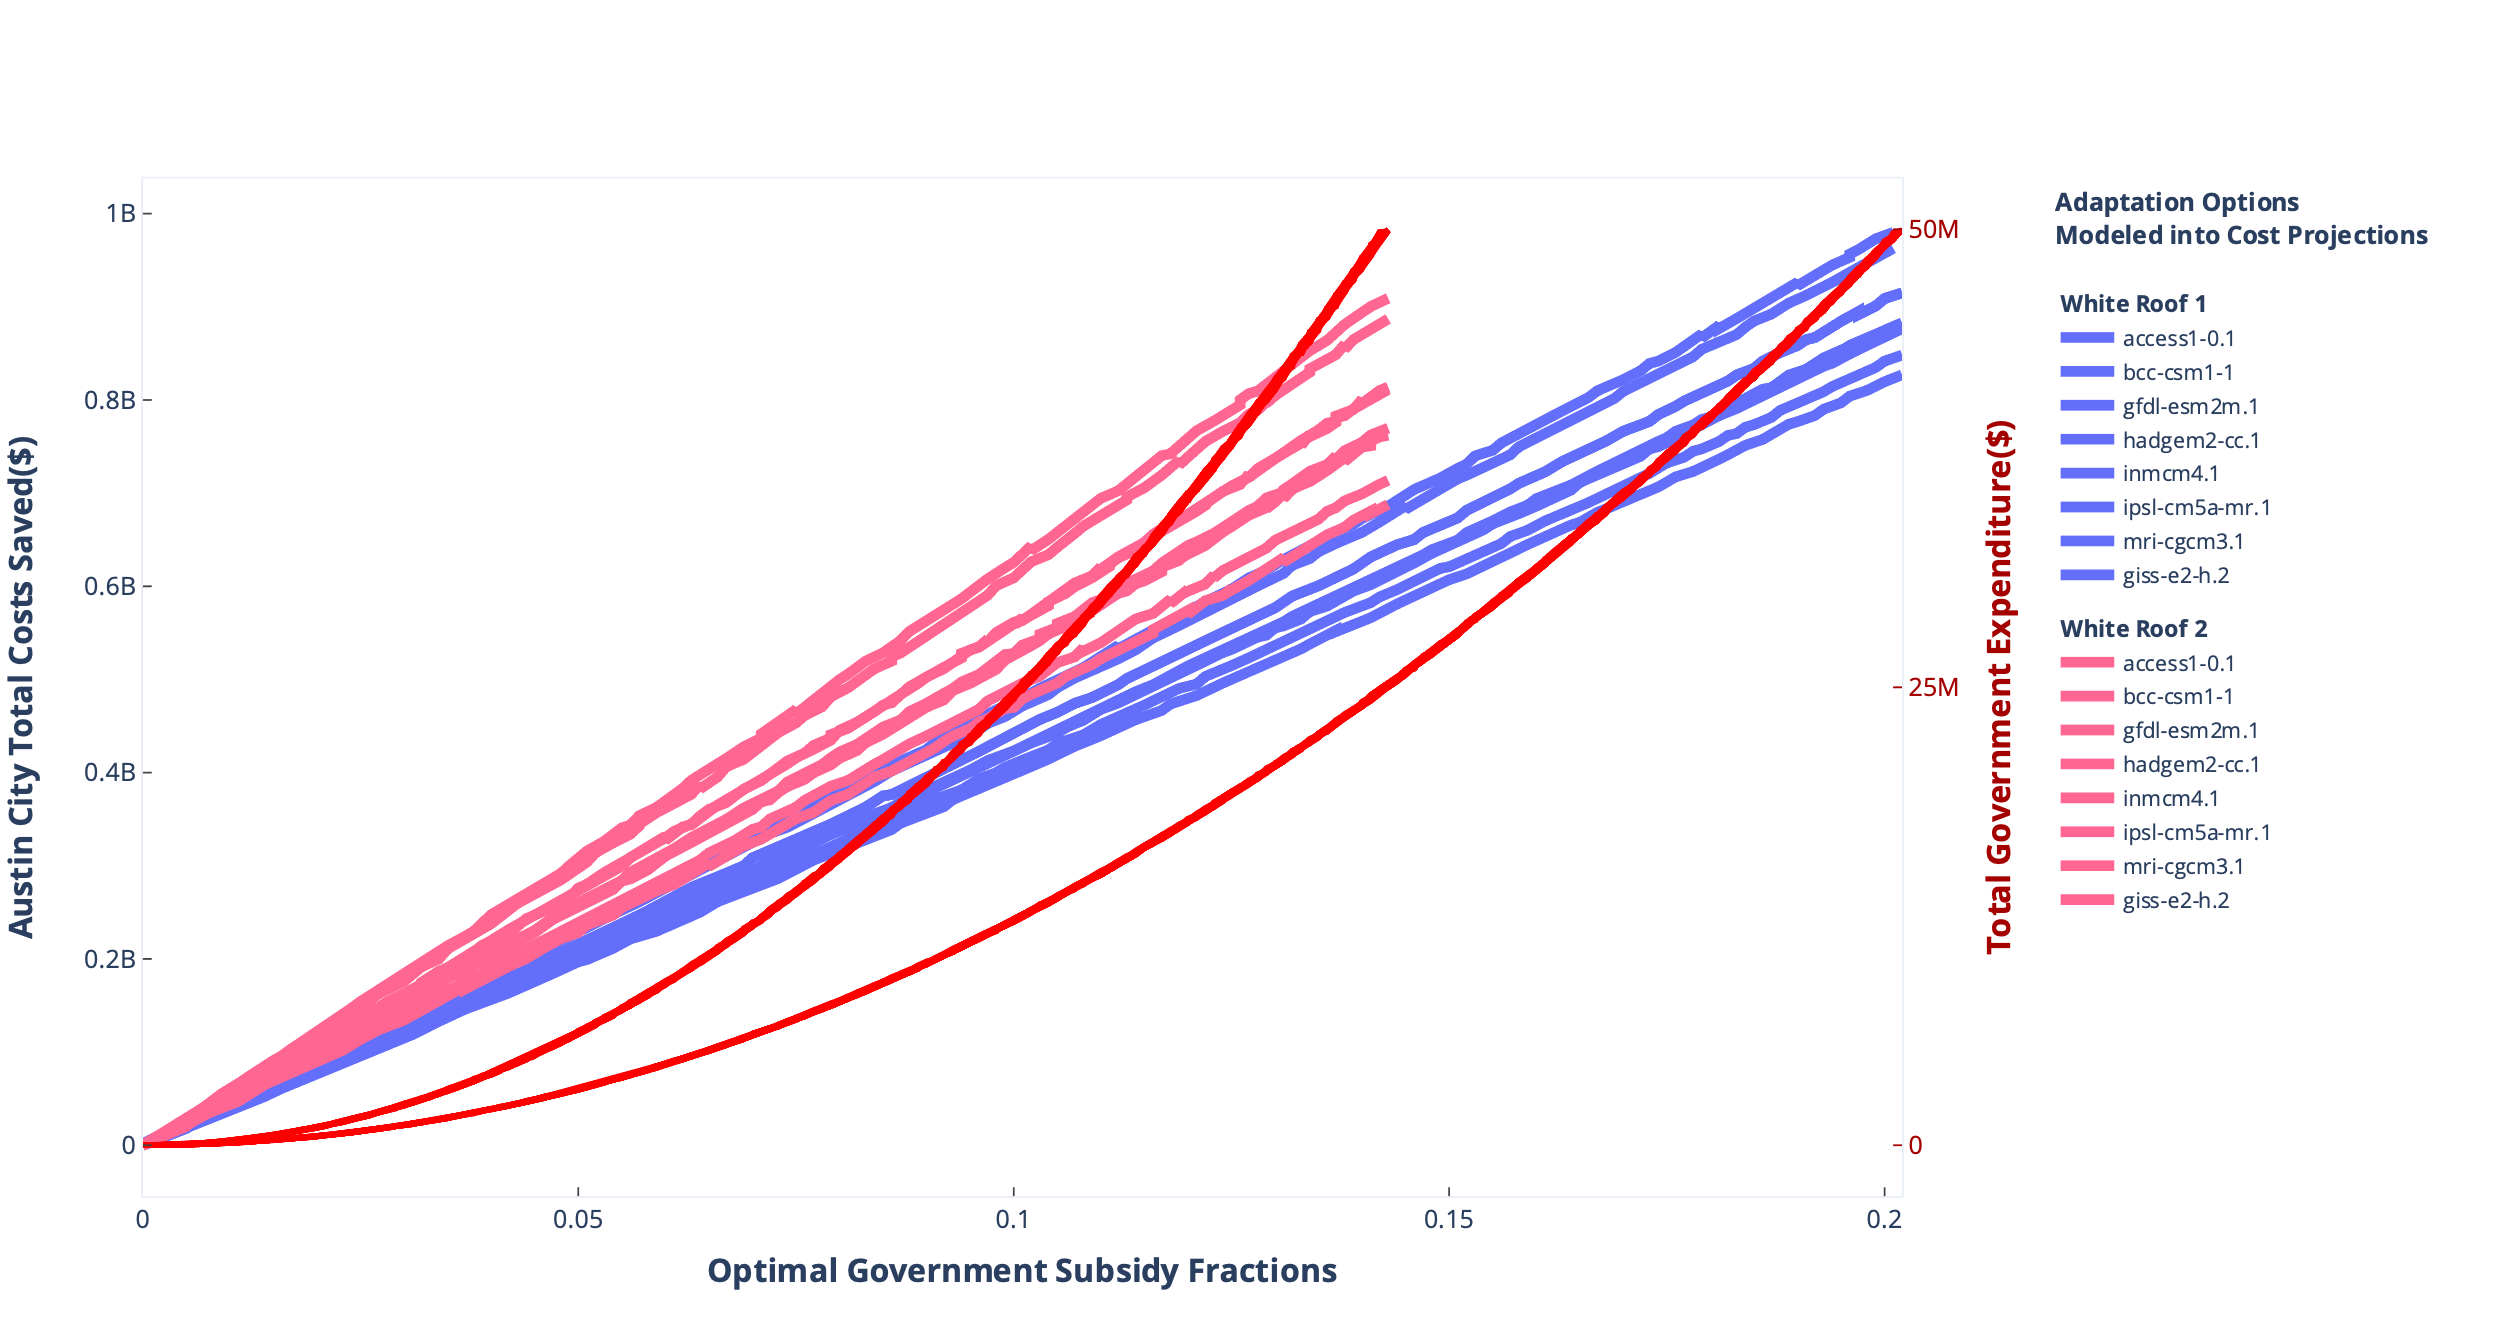 Adaptation Options
Modeled into Cost Projections
White Roof 1
access1-0.1
bcc-csm1-1
gfdl-esm2m.1
hadgem2-cc.1
inmcm4.1
ipsl-cm5a-mr.1
mri-cgcm3.1
giss-e2-h.2
White Roof 2
access1-0.1
bcc-csm1-1
gfdl-esm2m.1
hadgem2-cc.1
inmcm4.1
ipsl-cm5a-mr.1
mri-cgcm3.1
giss-e2-h.2
Austin City Total Costs Saved($)
1B
0.8B
0.6B
0.4B
0.2B
0
Total Government Expenditure($)
50M
25M
0
0
0.05
0.1
0.15
0.2
Optimal Government Subsidy Fractions